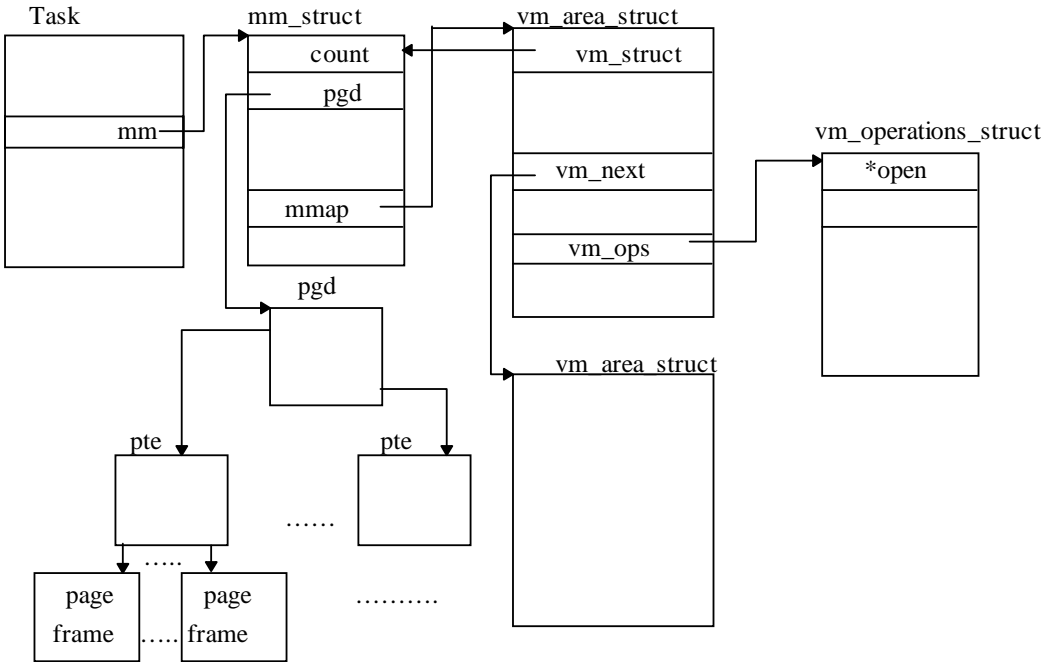 Task
mm_struct
vm_area_struct
count
vm_struct
pgd
mm
vm_operations_struct
vm_next
*open
mmap
vm_ops
pgd
vm_area_struct
pte
pte
......
.....
page
frame
.....
page
frame
..........